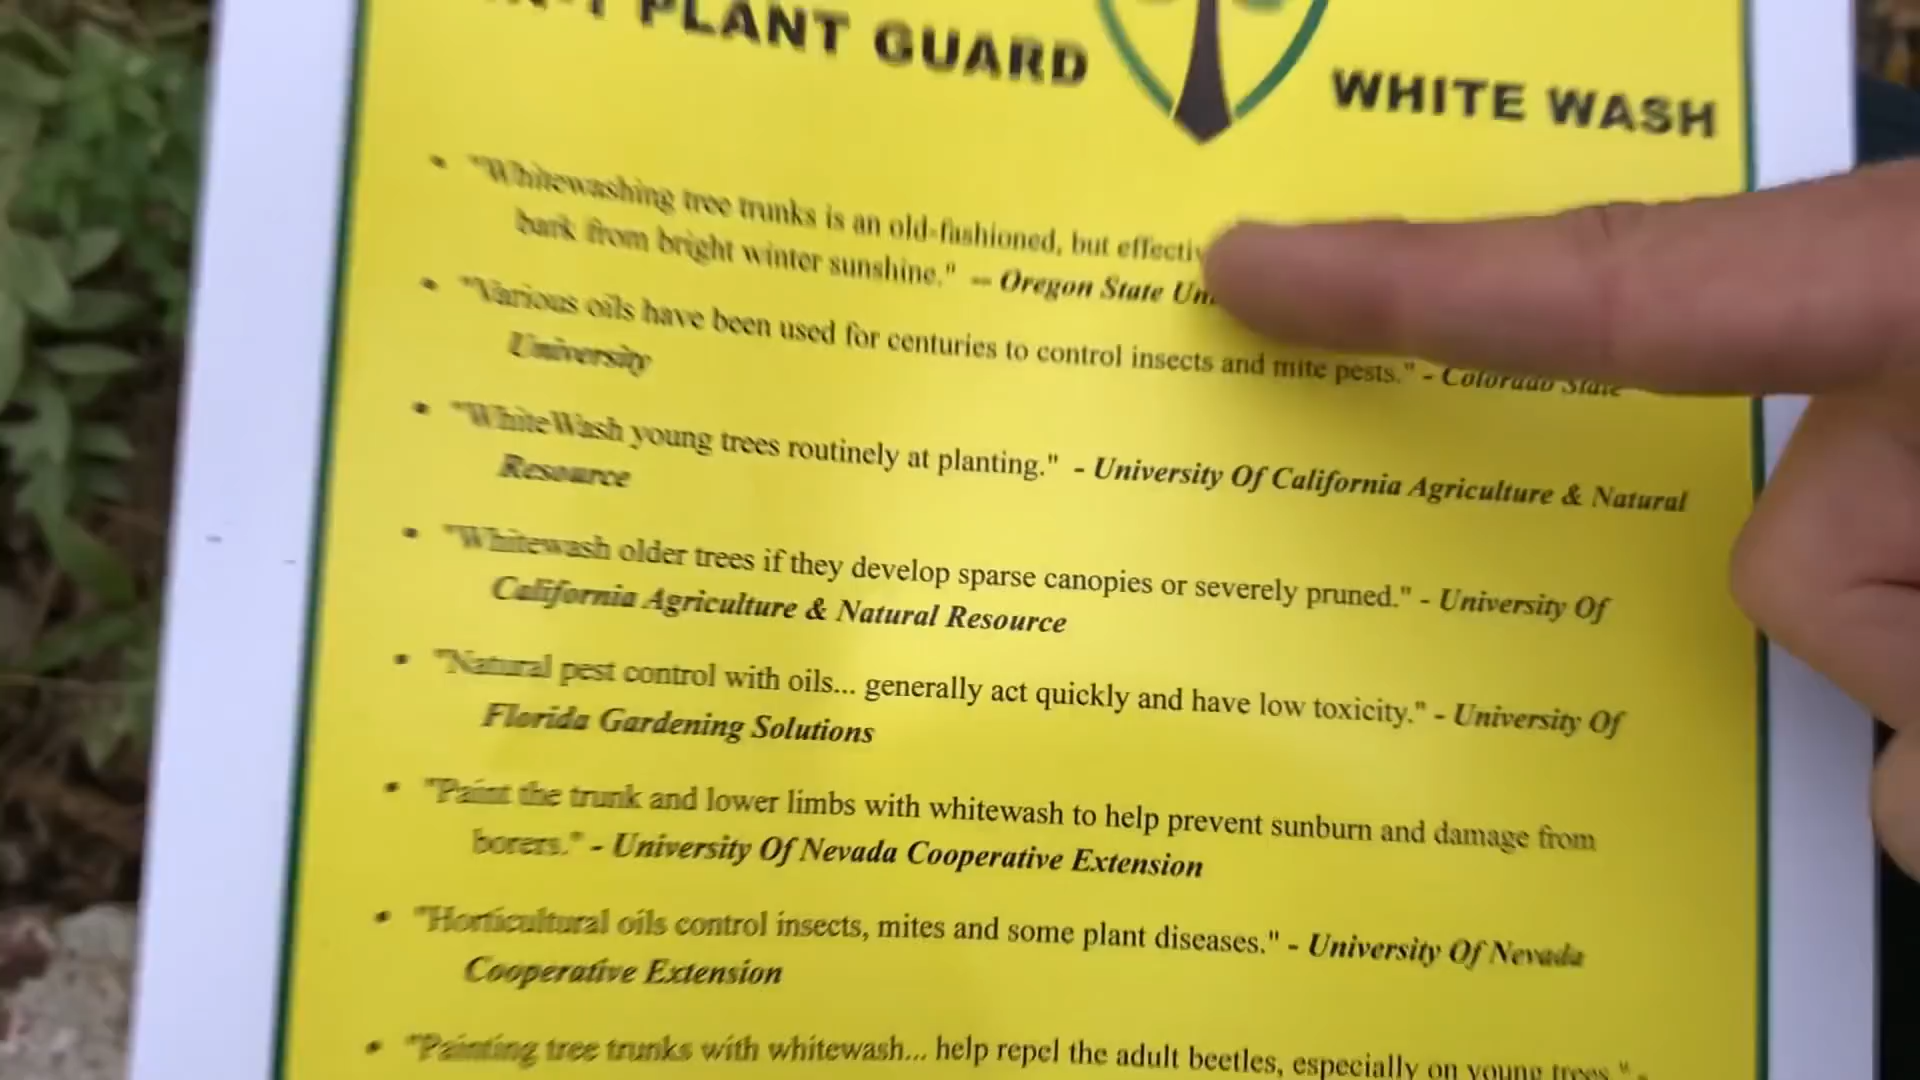 PLANT GUARD
WHITE WASH
• "Whitewashing tree trunks is an old-fashioned, but
bark from bright winter sunshine." -- Oregon State
• "Various oils have been used for centuries to control insects and mite pests." - Colorado State
University
• "WhiteWash young trees routinely at planting." - University Of California Agriculture & Natural
Resource
• "Whitewash older trees if they develop sparse canopies or severely pruned." - University Of
California Agriculture & Natural Resource
• "Natural pest control with oils... generally act quickly and have low toxicity." - University Of
Florida Gardening Solutions
• "Paint the trunk and lower limbs with whitewash to help prevent sunburn and damage from
borers." - University Of Nevada Cooperative Extension
• "Horticultural oils control insects, mites and some plant diseases." - University Of Nevada
Cooperative Extension
• "Painting tree trunks with whitewash... help repel the adult beetles, especially on young trees." -